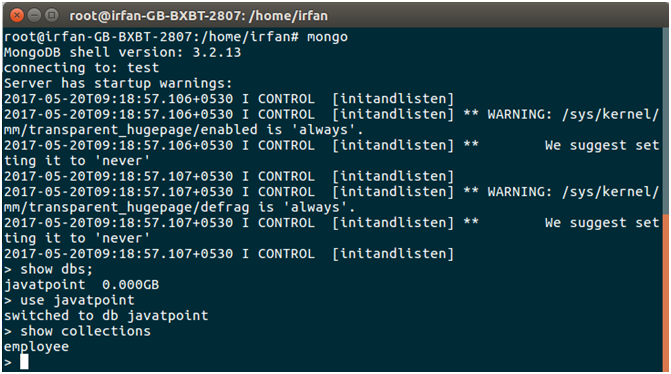 root@irfan-GB-BXBT-2807: /home/irfan
root@irfan-GB-BXBT-2807:/home/irfan# mongo
MongoDB shell version: 3.2.13
connecting to: test
Server has startup warnings:
2017-05-20T09:18:57.106+0530 I CONTROL  [initandlisten]
2017-05-20T09:18:57.106+0530 I CONTROL  [initandlisten] ** WARNING: /sys/kernel/
mm/transparent_hugepage/enabled is 'always'.
2017-05-20T09:18:57.106+0530 I CONTROL  [initandlisten] **        We suggest set
ting it to 'never'
2017-05-20T09:18:57.107+0530 I CONTROL  [initandlisten]
2017-05-20T09:18:57.107+0530 I CONTROL  [initandlisten] ** WARNING: /sys/kernel/
mm/transparent_hugepage/defrag is 'always'.
2017-05-20T09:18:57.107+0530 I CONTROL  [initandlisten] **        We suggest set
ting it to 'never'
2017-05-20T09:18:57.107+0530 I CONTROL  [initandlisten]
> show dbs;
javatpoint  0.000GB
> use javatpoint
switched to db javatpoint
> show collections
employee
>